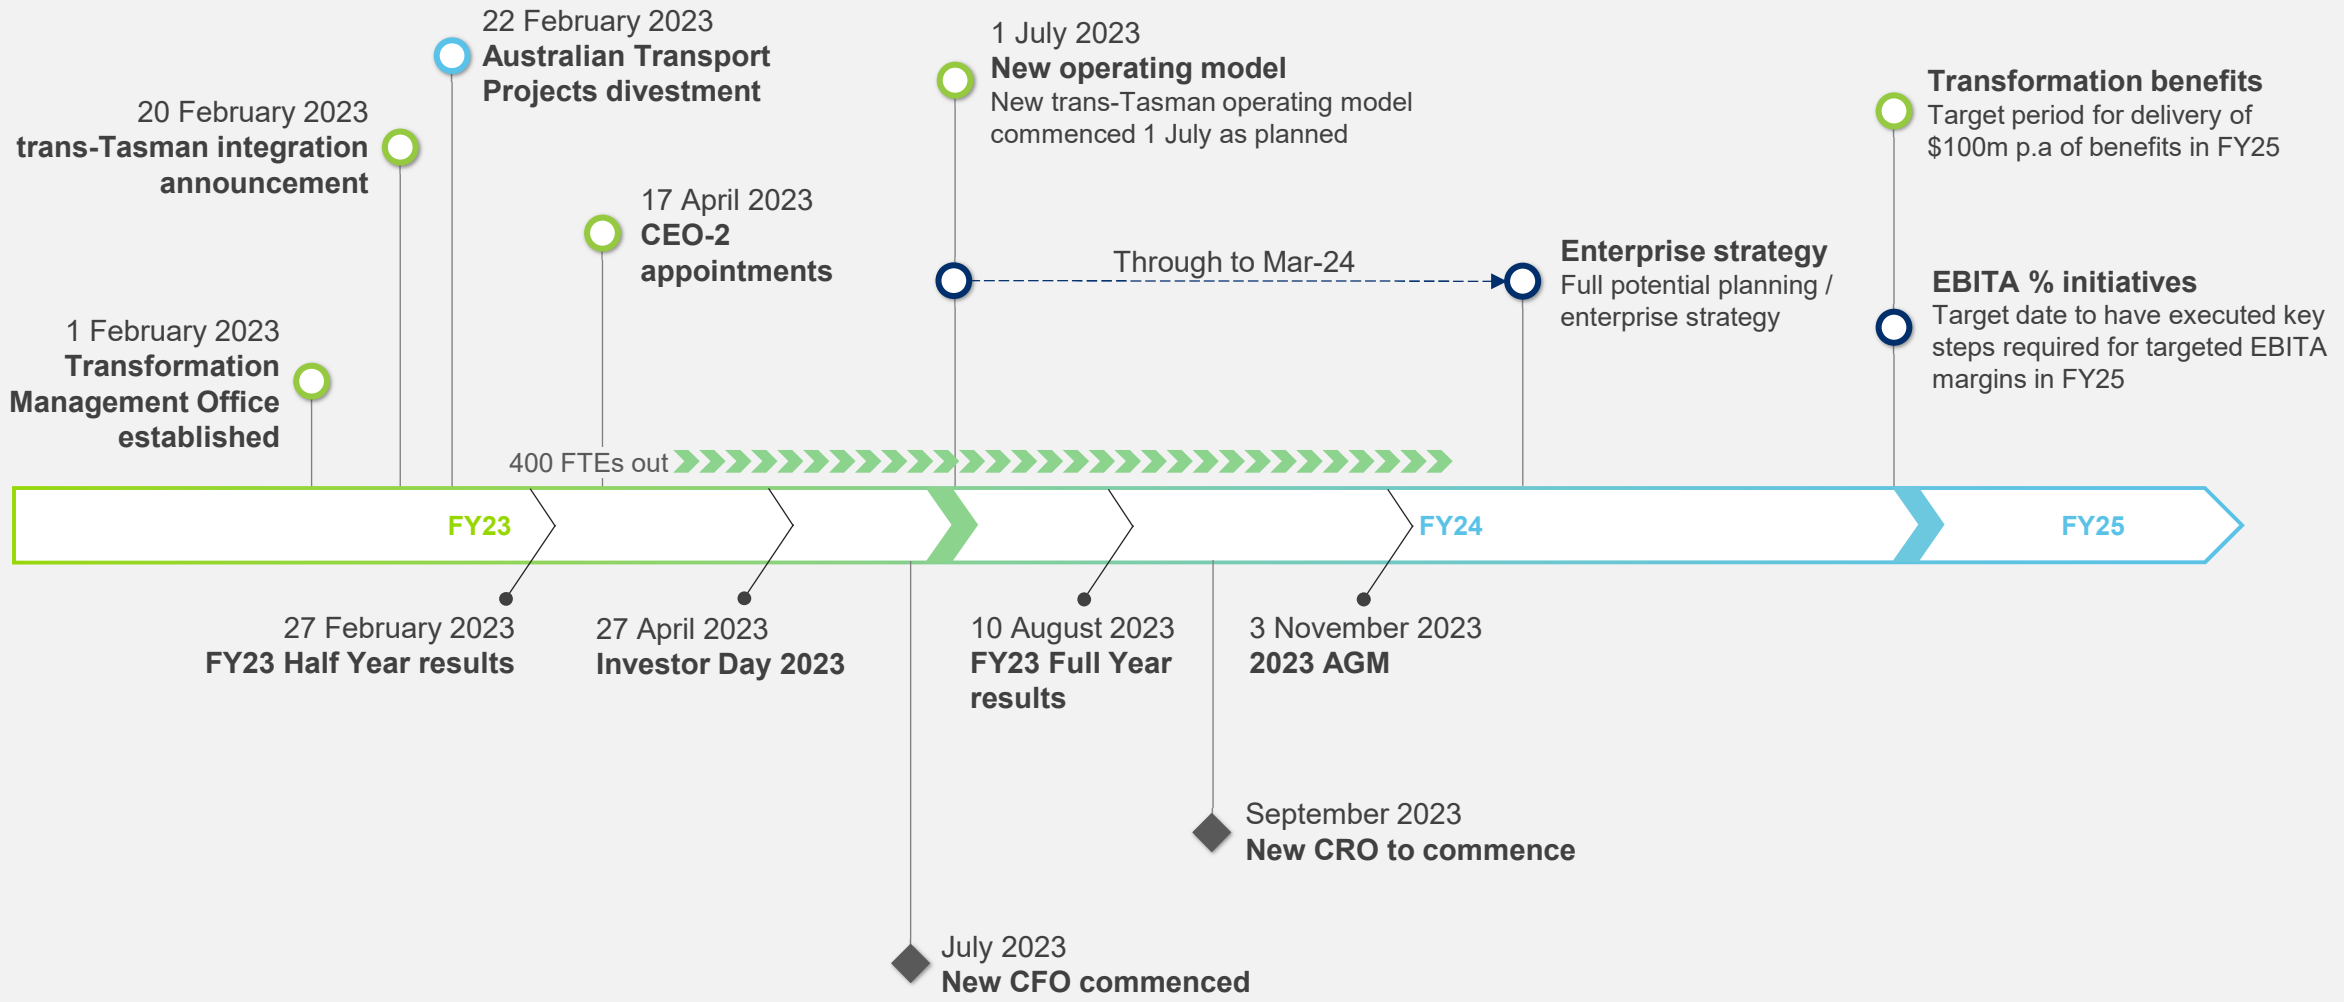 22 February 2023
Australian Transport
Projects divestment
20 February 2023
trans-Tasman integration
announcement
1 February 2023
Transformation
Management Office
established
17 April 2023
CEO-2
appointments
1 July 2023
New operating model
New trans-Tasman operating model
commenced 1 July as planned
Through to Mar-24
Enterprise strategy
Full potential planning /
enterprise strategy
Transformation benefits
Target period for delivery of
$100m p.a of benefits in FY25
EBITA % initiatives
Target date to have executed key
steps required for targeted EBITA
margins in FY25
400 FTEs out
FY23
FY24
FY25
27 February 2023
FY23 Half Year results
27 April 2023
Investor Day 2023
10 August 2023
FY23 Full Year
results
3 November 2023
2023 AGM
September 2023
New CRO to commence
July 2023
New CFO commenced